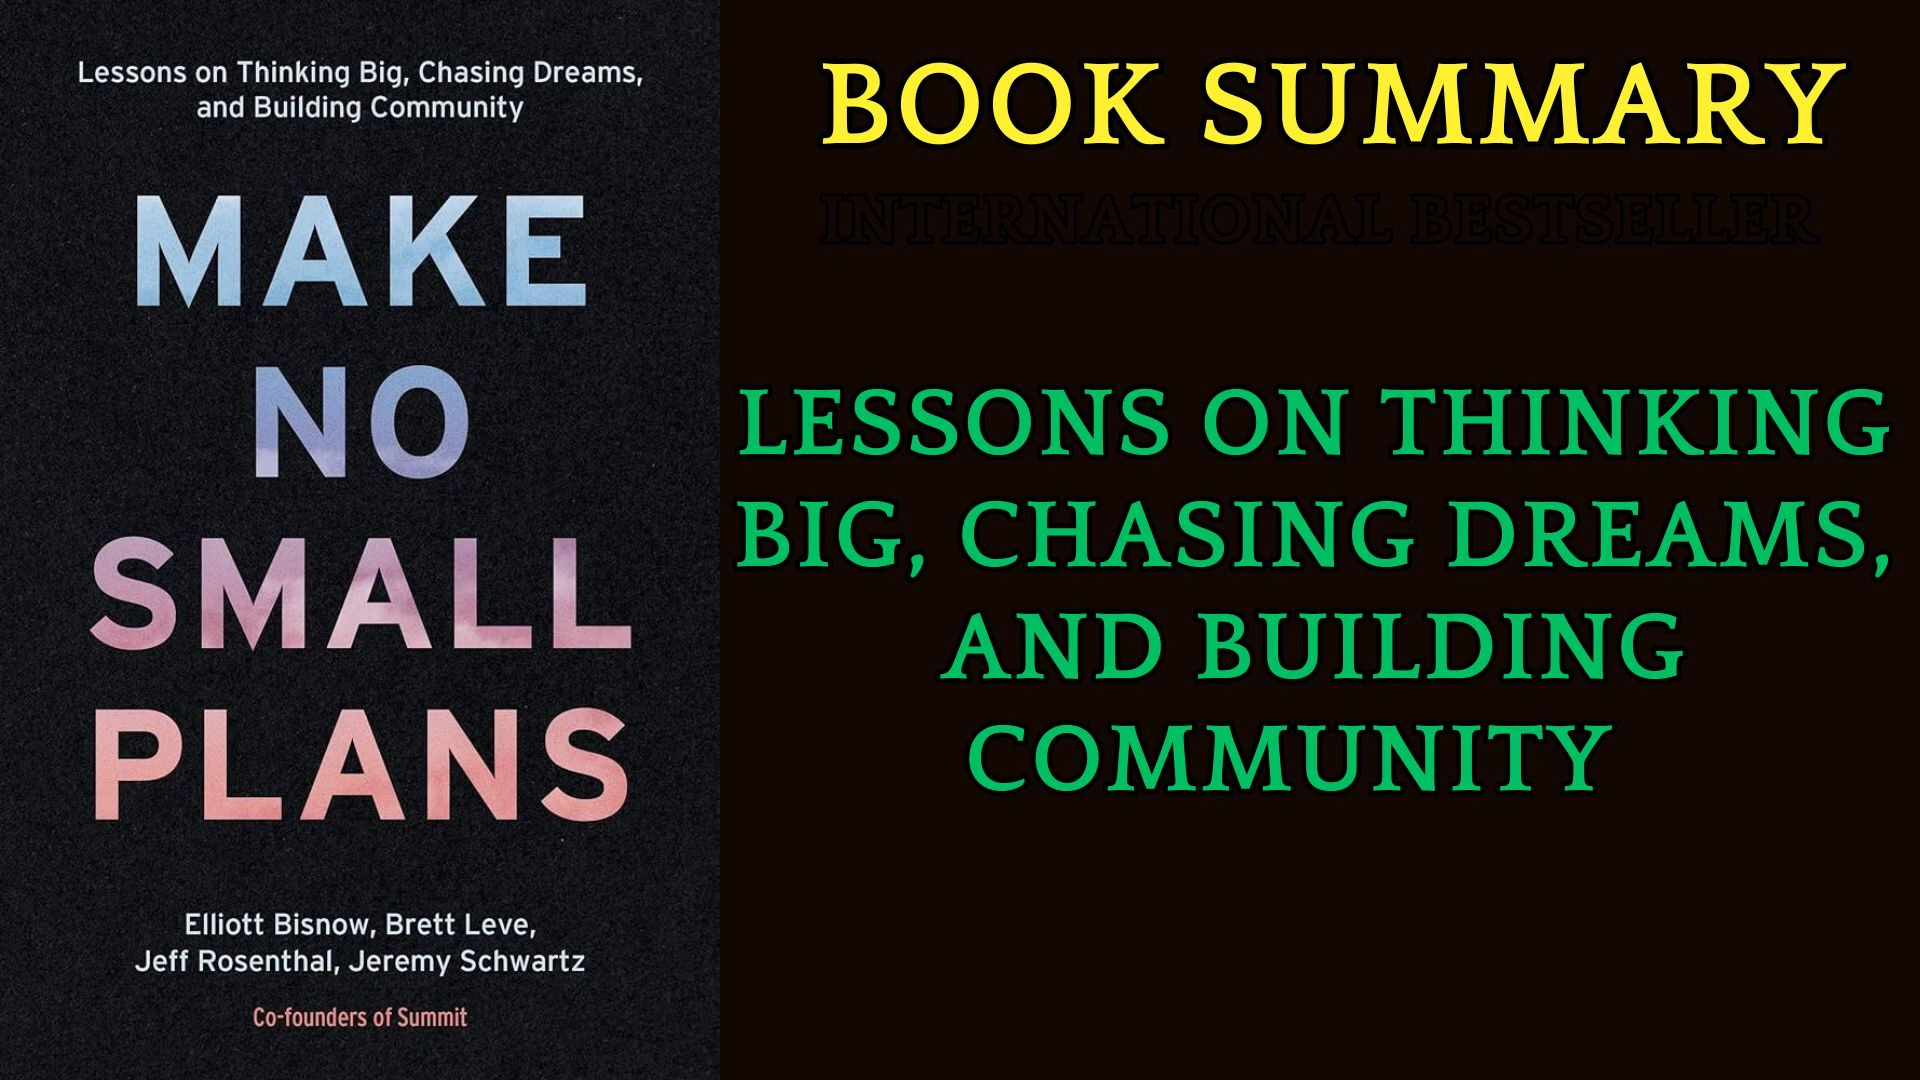 Lessons on Thinking Big, Chasing Dreams,
and Building Community
MAKE
NO
SMALL
PLANS
Elliott Bisnow, Brett Leve,
Jeff Rosenthal, Jeremy Schwartz
Co-founders of Summit
BOOK SUMMARY
INTERNATIONAL BESTSELLER
LESSONS ON THINKING
BIG, CHASING DREAMS,
AND BUILDING
COMMUNITY